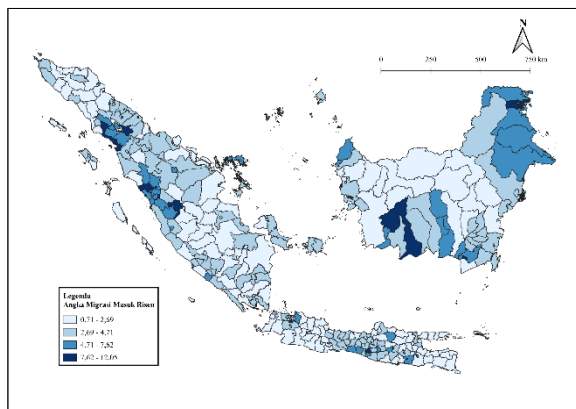 N
0 250 500 750 km
Legenda
Angka Migrasi Masuk Risen
0,71 - 2,69
2,69 - 4,71
4,71 - 7,62
7,62 - 12,05